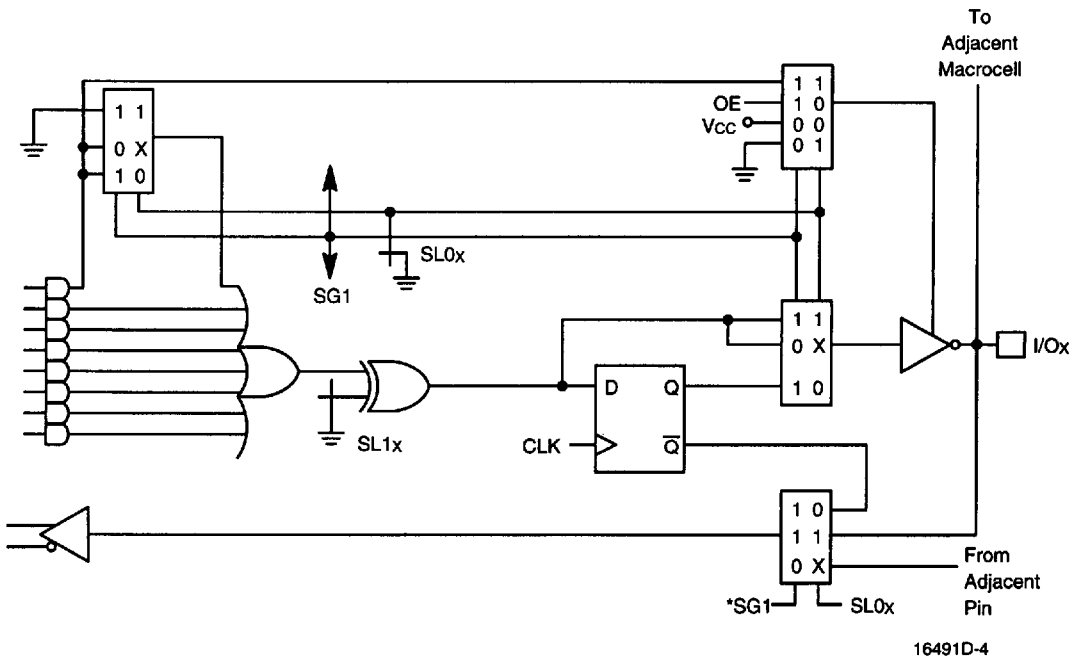 To
Adjacent
Macrocell
1 1
1 0
0 0
0 1
OE
VCC
1 1
0 X
1 0
SL0x
SG1
1 1
0 X
1 0
I/Ox
D Q
CLK Q̅
SL1x
1 0
1 1
0 X
From
Adjacent
Pin
*SG1
SL0x
16491D-4